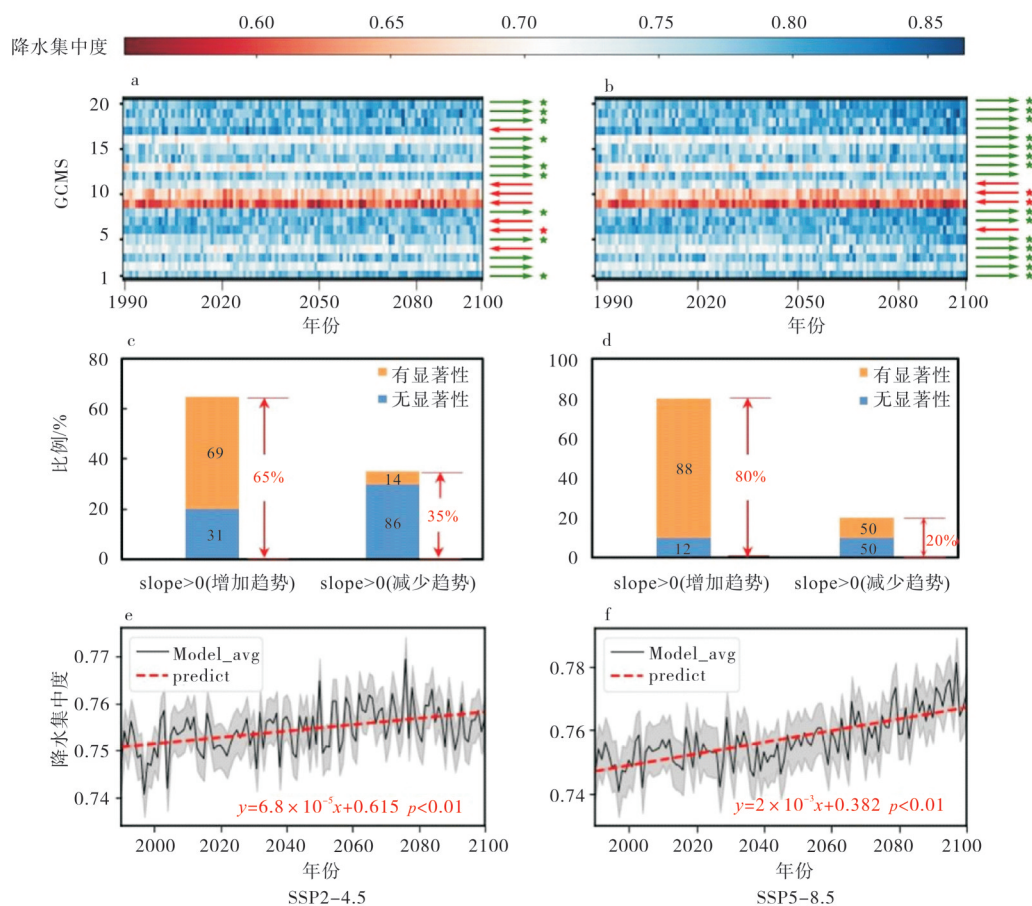 0.60 0.65 0.70 0.75 0.80 0.85
降水集中度
a b
GCMS
20
15
10
5
1
1990 2020 2050 2080 2100
年份
1990 2020 2050 2080 2100
年份
c d
比例/%
80
60
40
20
0
有显著性
无显著性
69
31
65%
14
86
35%
slope>0(增加趋势) slope>0(减少趋势)
100
80
60
40
20
0
有显著性
无显著性
88
12
80%
50
50
20%
slope>0(增加趋势) slope>0(减少趋势)
e f
降水集中度
0.77
0.76
0.75
0.74
Model_avg
predict
y=6.8×10⁻⁵x+0.615 p<0.01
2000 2020 2040 2060 2080 2100
年份
SSP2-4.5
0.78
0.76
0.74
Model_avg
predict
y=2×10⁻³x+0.382 p<0.01
2000 2020 2040 2060 2080 2100
年份
SSP5-8.5